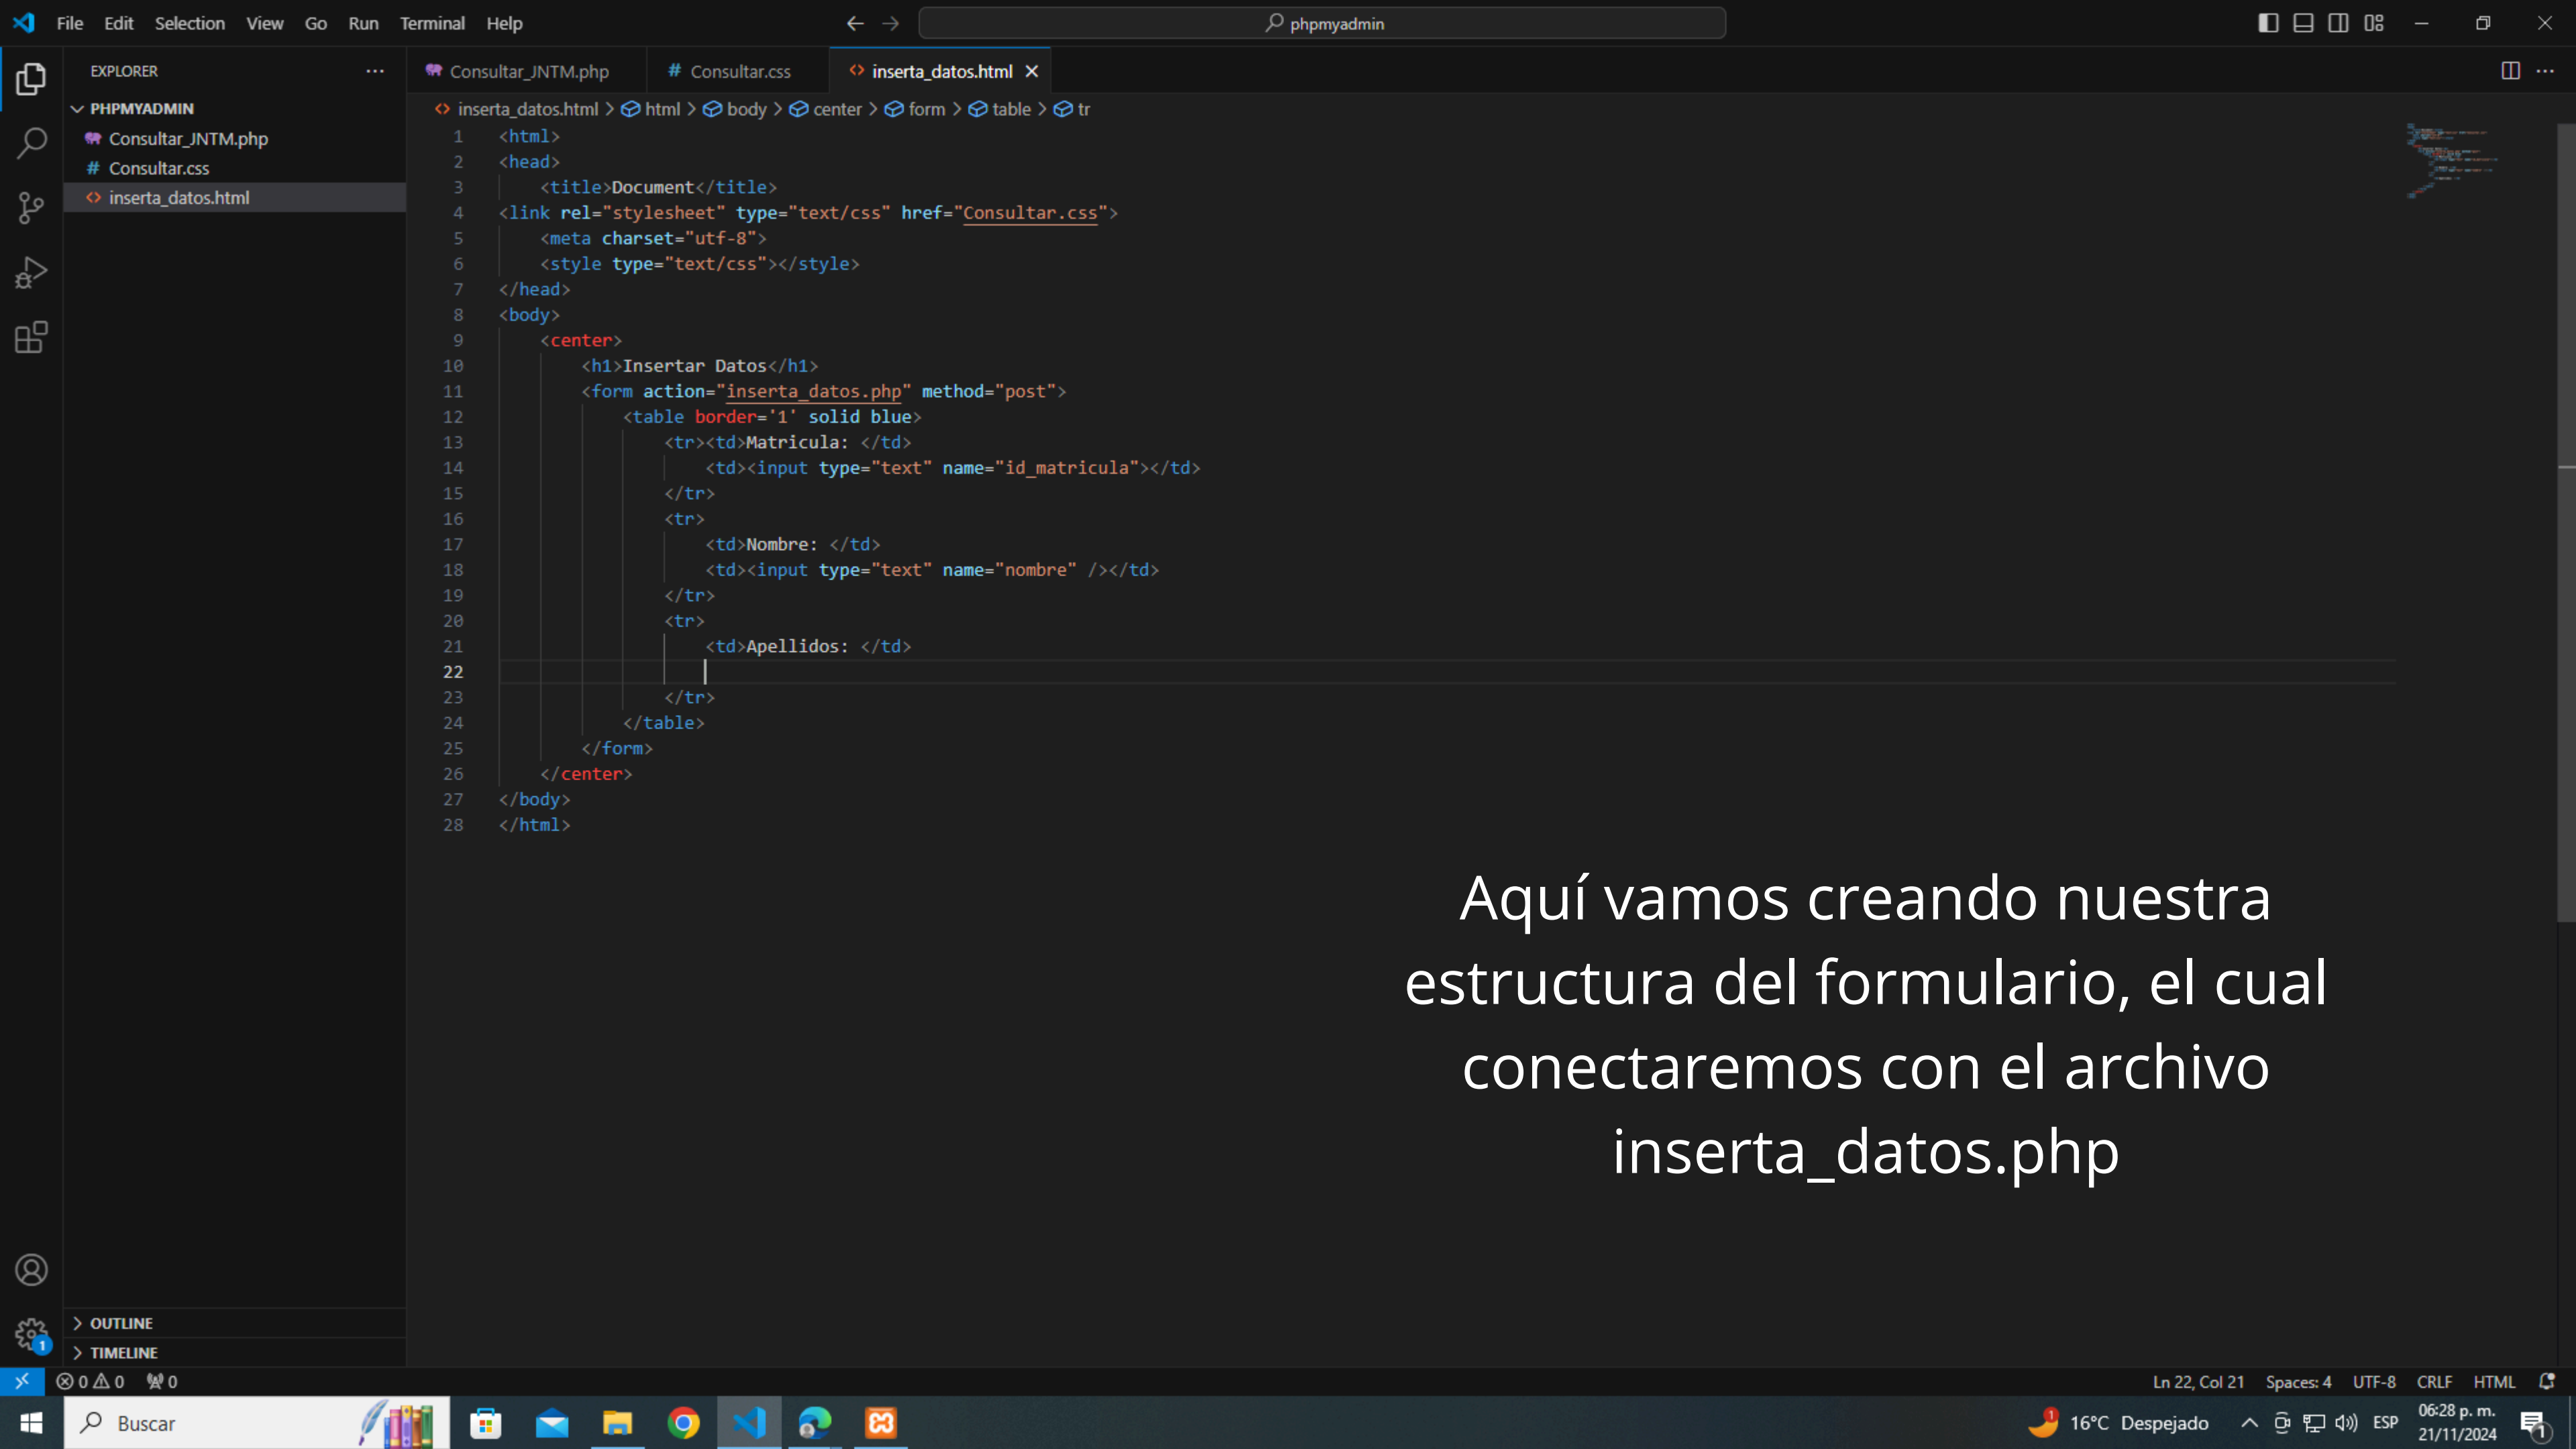 File Edit Selection View Go Run Terminal Help
phpmyadmin
EXPLORER
Consultar_JNTM.php
Consultar.css
inserta_datos.html
PHPMYADMIN
Consultar_JNTM.php
Consultar.css
inserta_datos.html
inserta_datos.html > html > body > center > form > table > tr
1 <html>
2 <head>
3 <title>Document</title>
4 <link rel="stylesheet" type="text/css" href="Consultar.css">
5 <meta charset="utf-8">
6 <style type="text/css"></style>
7 </head>
8 <body>
9 <center>
10 <h1>Insertar Datos</h1>
11 <form action="inserta_datos.php" method="post">
12 <table border='1' solid blue>
13 <tr><td>Matricula: </td>
14 <td><input type="text" name="id_matricula"></td>
15 </tr>
16 <tr>
17 <td>Nombre: </td>
18 <td><input type="text" name="nombre" /></td>
19 </tr>
20 <tr>
21 <td>Apellidos: </td>
22
23 </tr>
24 </table>
25 </form>
26 </center>
27 </body>
28 </html>
Aquí vamos creando nuestra
estructura del formulario, el cual
conectaremos con el archivo
inserta_datos.php
OUTLINE
TIMELINE
1
0 0 0
Ln 22, Col 21 Spaces: 4 UTF-8 CRLF HTML
Buscar
1
16°C Despejado
ESP
06:28 p. m.
21/11/2024
1